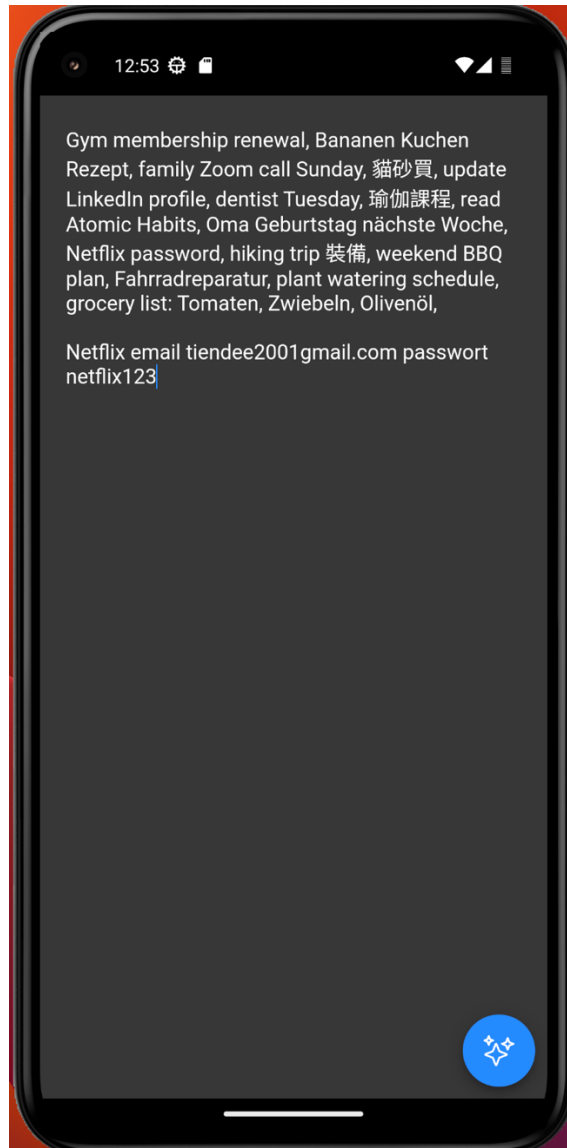 12:53
Gym membership renewal, Bananen Kuchen
Rezept, family Zoom call Sunday, 貓砂買, update
LinkedIn profile, dentist Tuesday, 瑜伽課程, read
Atomic Habits, Oma Geburtstag nächste Woche,
Netflix password, hiking trip 裝備, weekend BBQ
plan, Fahrradreparatur, plant watering schedule,
grocery list: Tomaten, Zwiebeln, Olivenöl,
Netflix email tiendee2001gmail.com passwort
netflix123